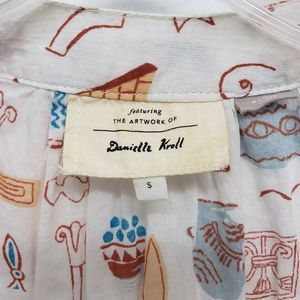 featuring
THE ARTWORK OF
Danielle Kroll
S